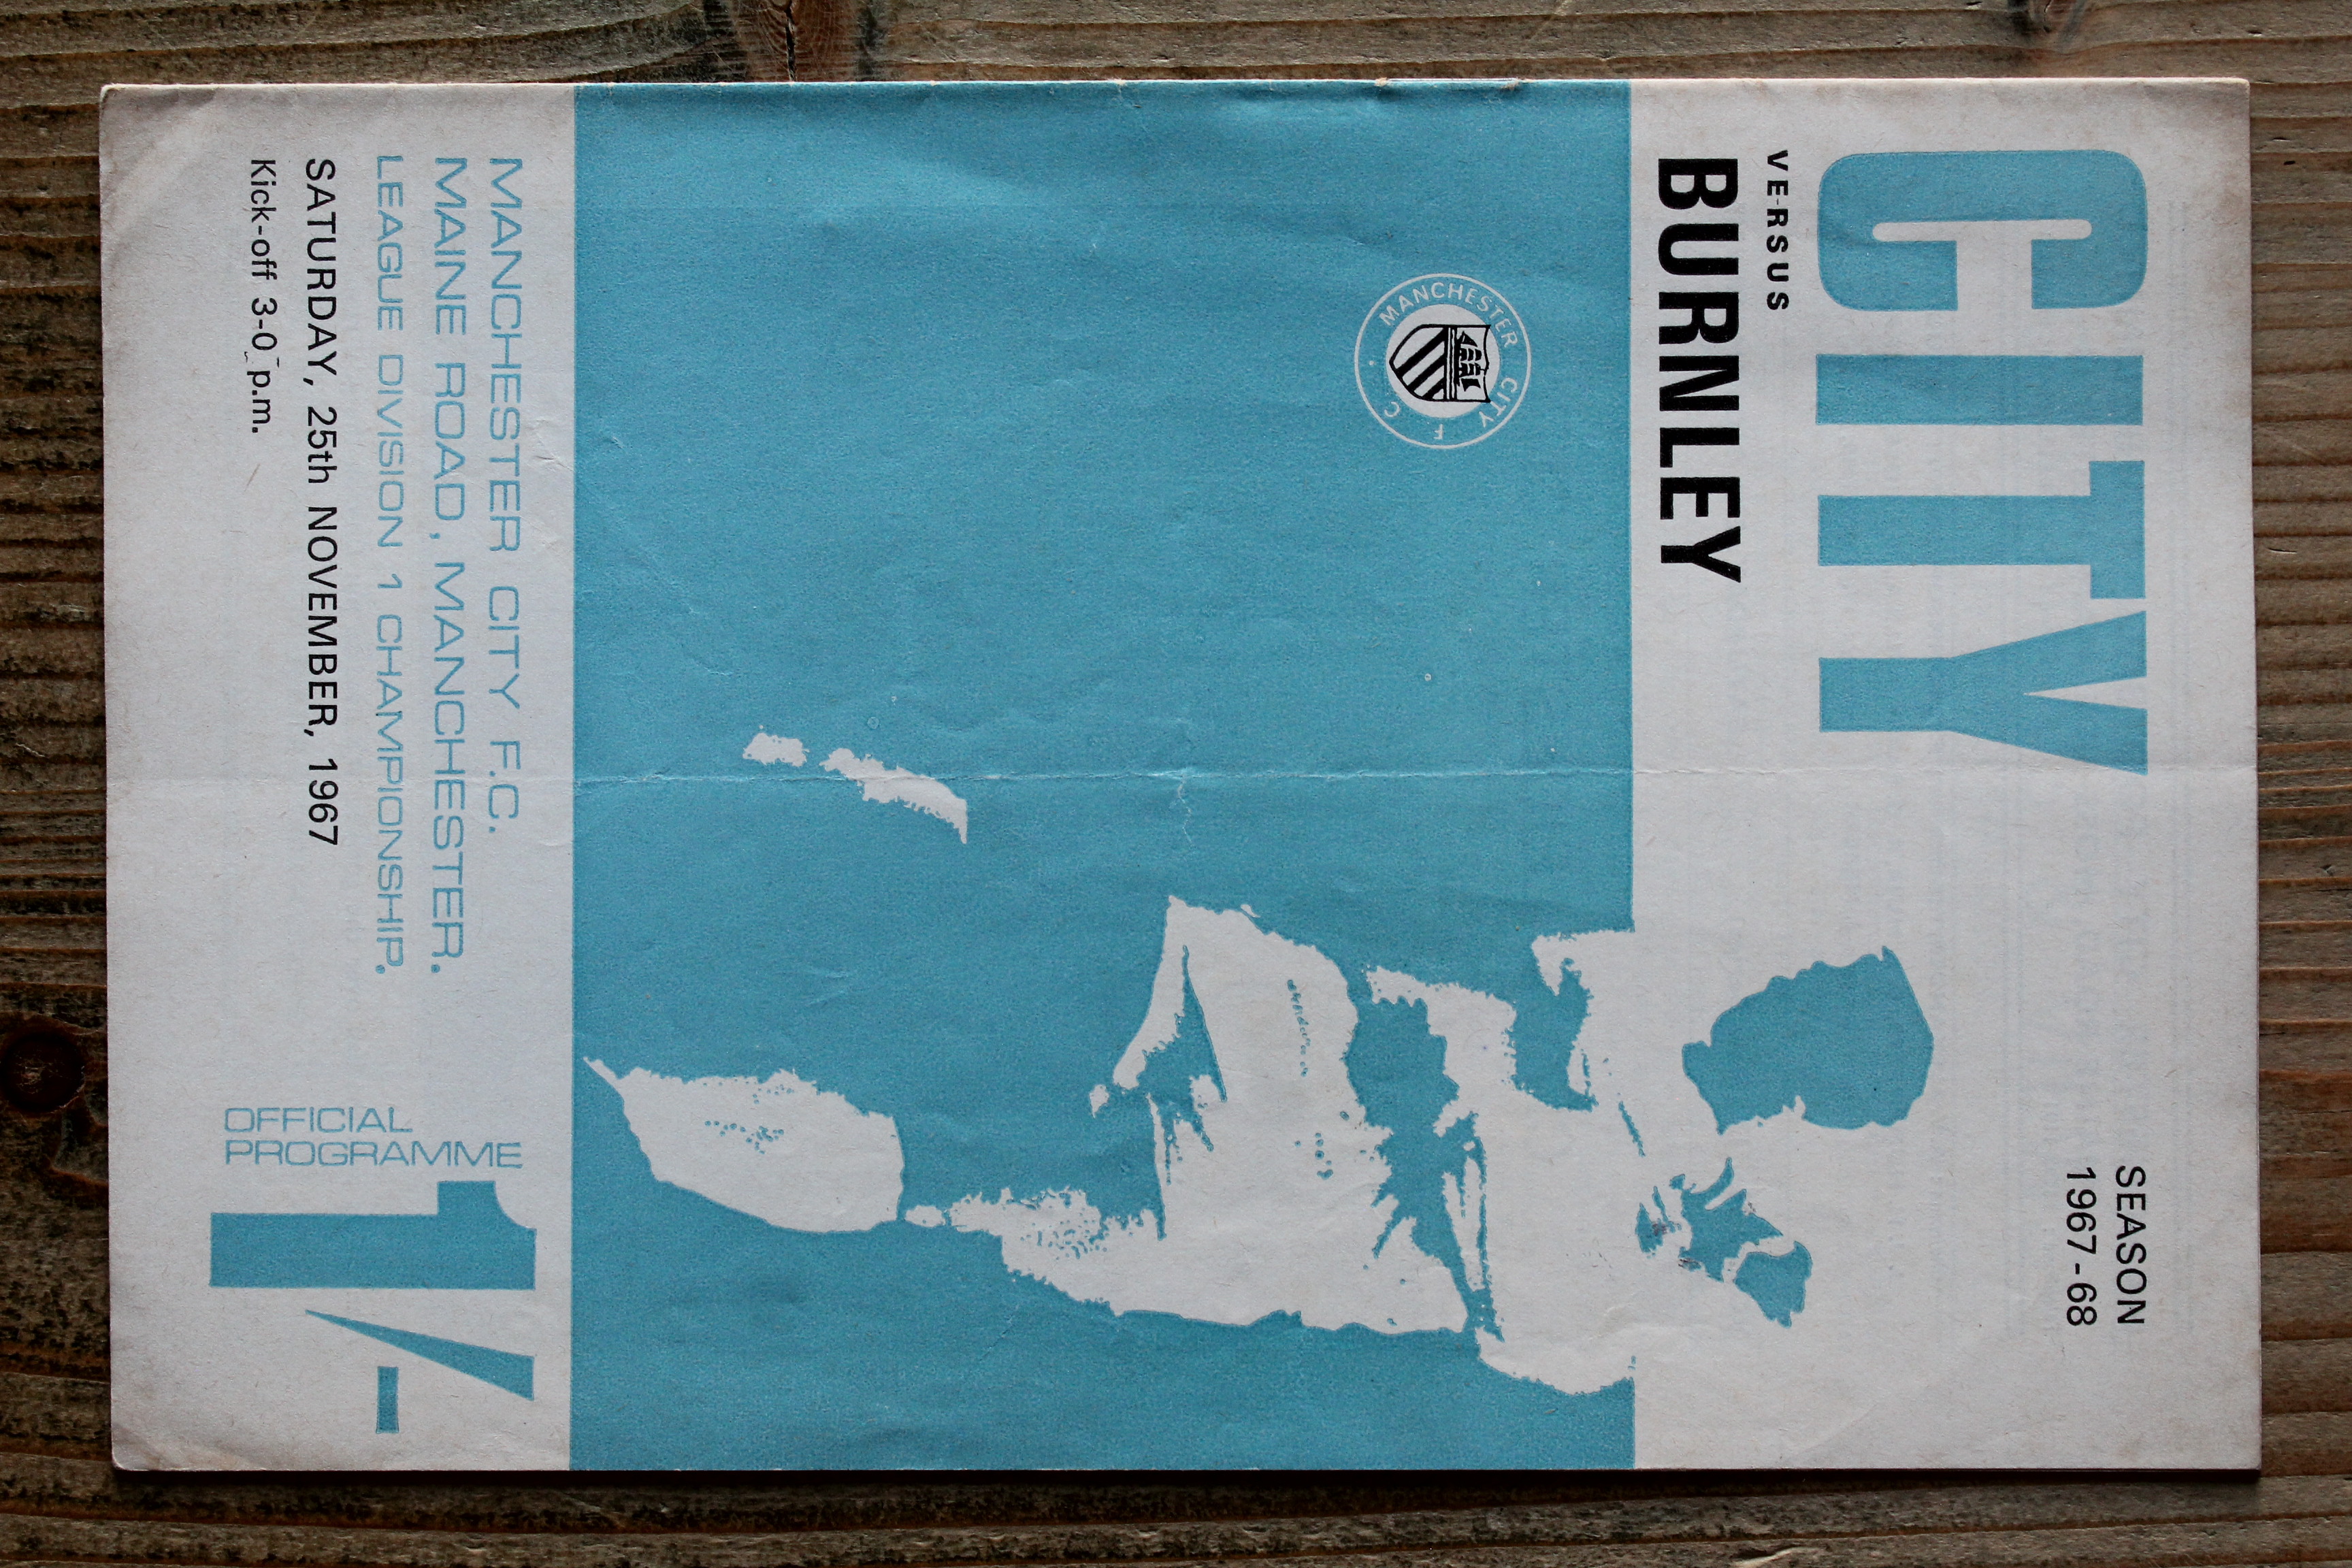 CITY
SEASON
1967-68
VERSUS
BURNLEY
MANCHESTER CITY F C
MANCHESTER CITY F.C.
MAINE ROAD, MANCHESTER.
LEAGUE DIVISION 1 CHAMPIONSHIP.
SATURDAY, 25th NOVEMBER, 1967
Kick-off 3-0 p.m.
OFFICIAL
PROGRAMME
1/-